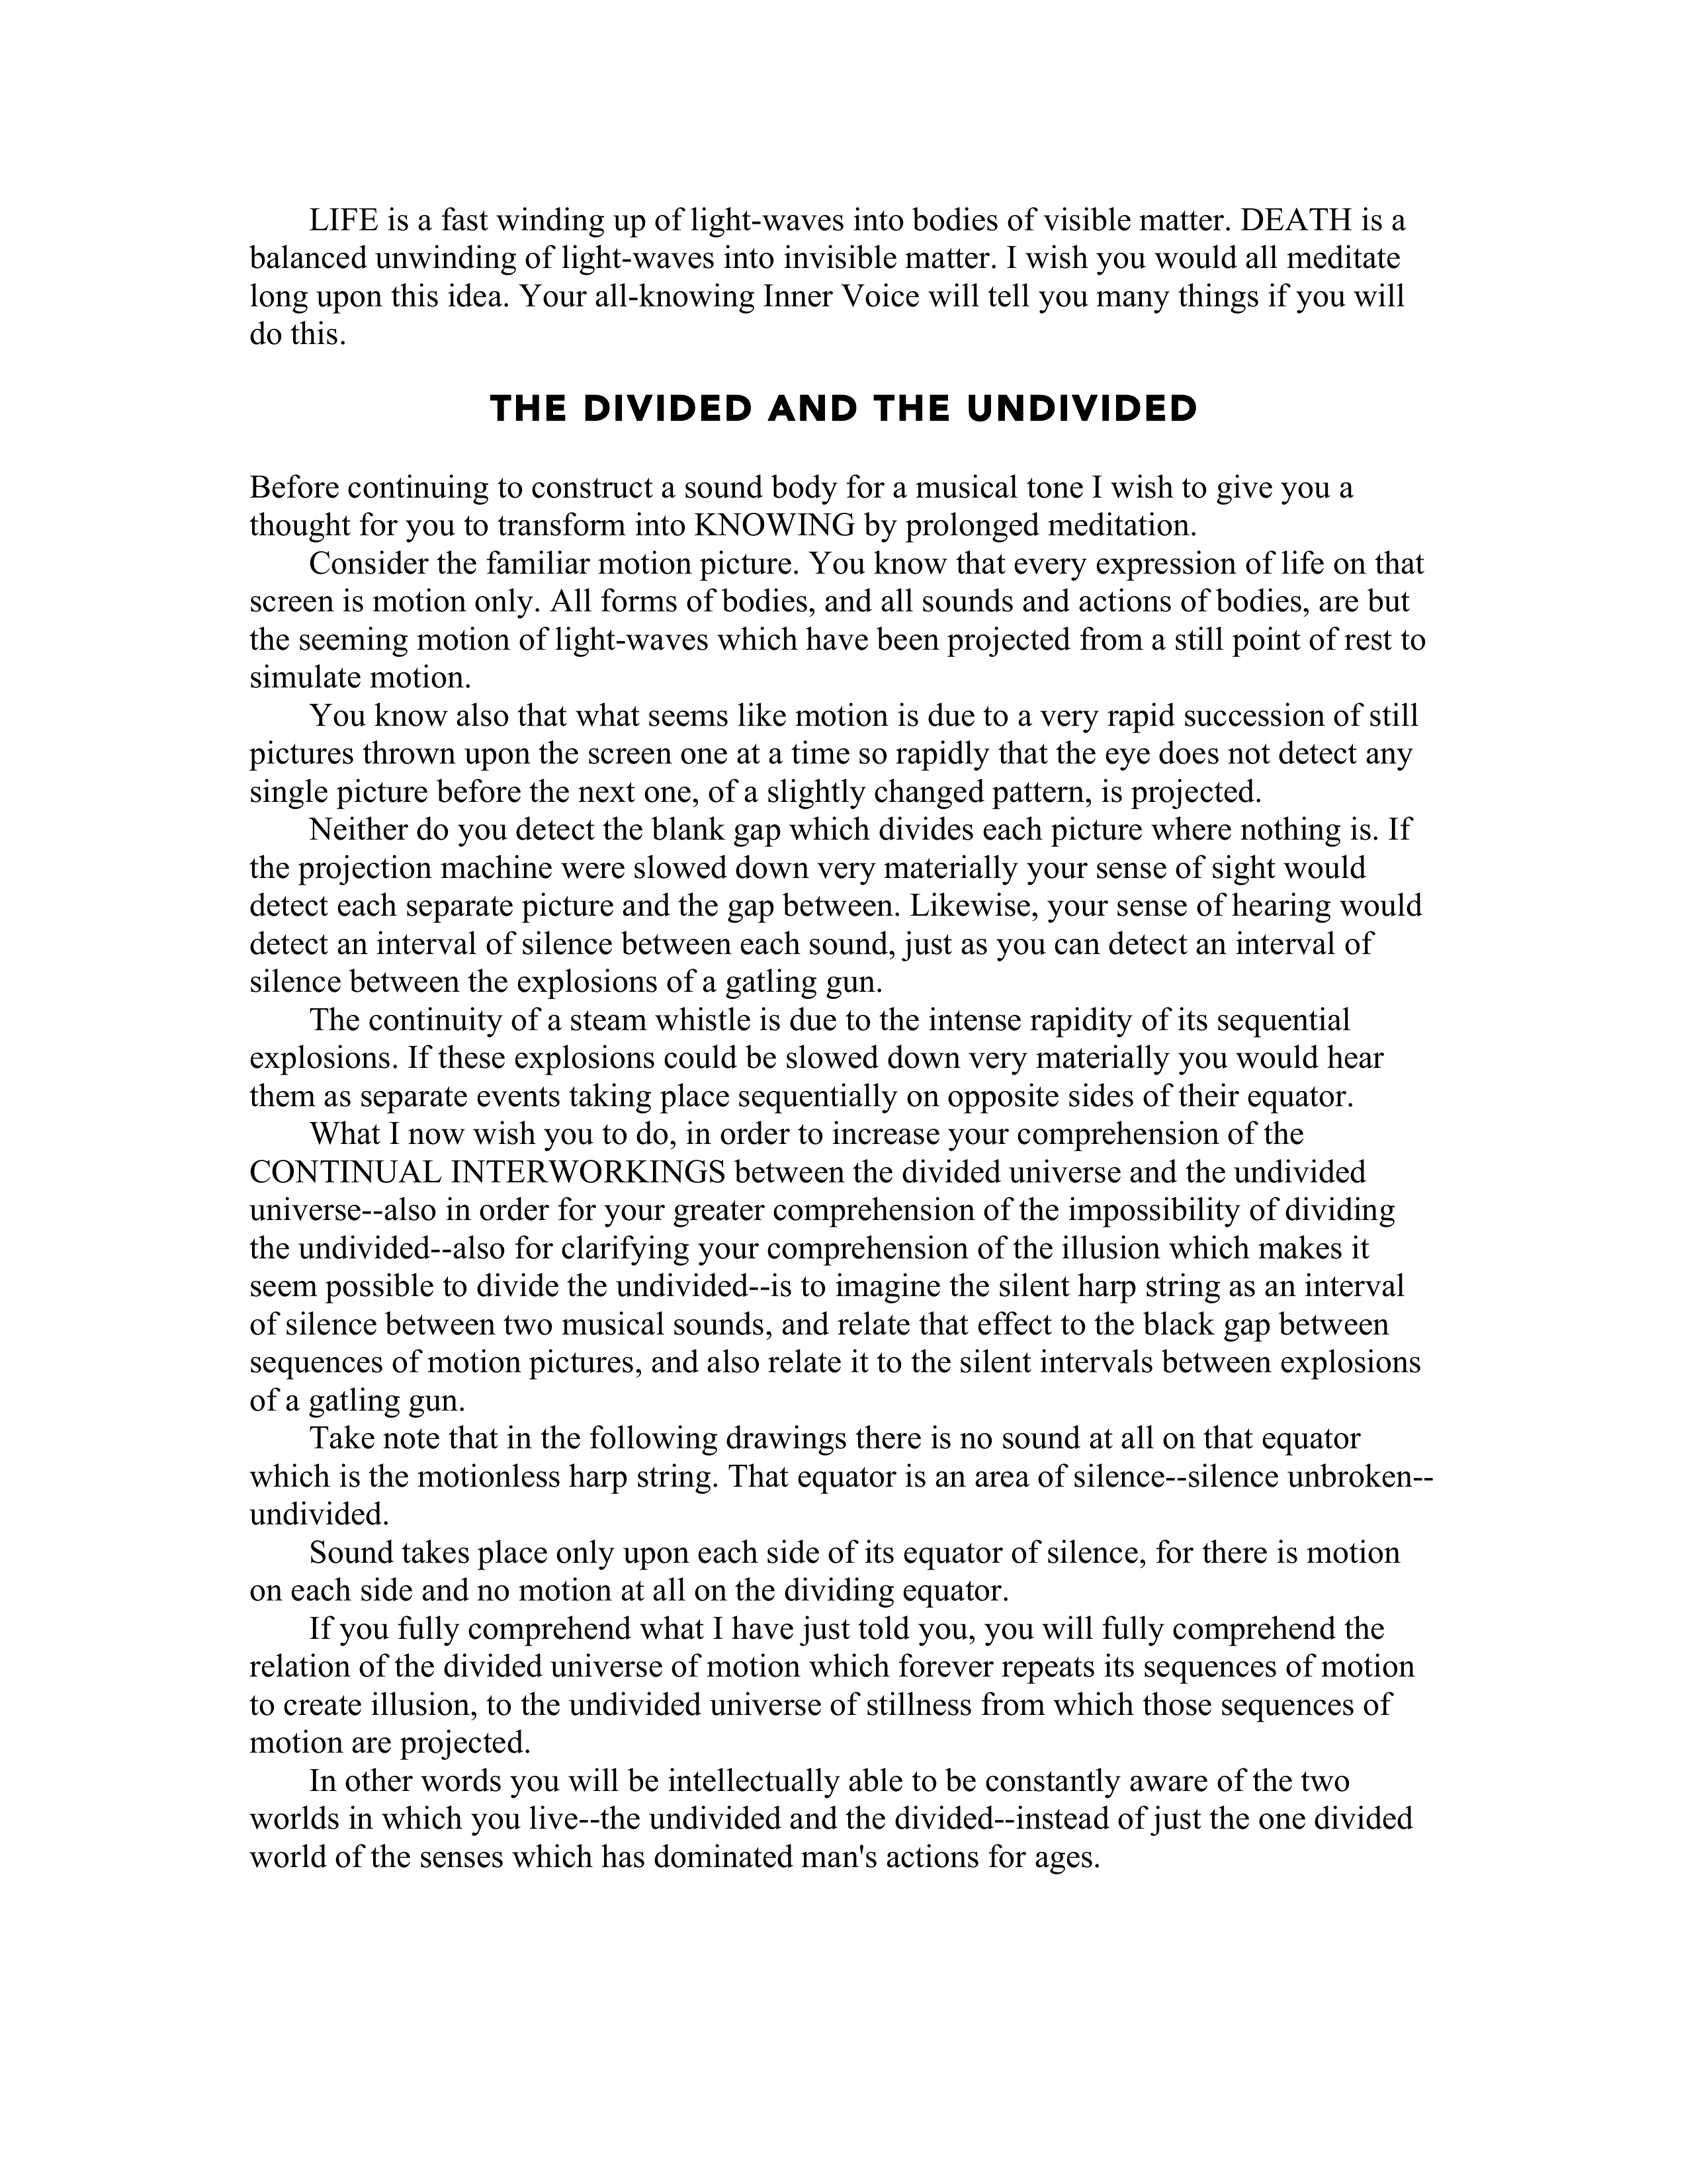 LIFE is a fast winding up of light-waves into bodies of visible matter. DEATH is a
balanced unwinding of light-waves into invisible matter. I wish you would all meditate
long upon this idea. Your all-knowing Inner Voice will tell you many things if you will
do this.
THE DIVIDED AND THE UNDIVIDED
Before continuing to construct a sound body for a musical tone I wish to give you a
thought for you to transform into KNOWING by prolonged meditation.
Consider the familiar motion picture. You know that every expression of life on that
screen is motion only. All forms of bodies, and all sounds and actions of bodies, are but
the seeming motion of light-waves which have been projected from a still point of rest to
simulate motion.
You know also that what seems like motion is due to a very rapid succession of still
pictures thrown upon the screen one at a time so rapidly that the eye does not detect any
single picture before the next one, of a slightly changed pattern, is projected.
Neither do you detect the blank gap which divides each picture where nothing is. If
the projection machine were slowed down very materially your sense of sight would
detect each separate picture and the gap between. Likewise, your sense of hearing would
detect an interval of silence between each sound, just as you can detect an interval of
silence between the explosions of a gatling gun.
The continuity of a steam whistle is due to the intense rapidity of its sequential
explosions. If these explosions could be slowed down very materially you would hear
them as separate events taking place sequentially on opposite sides of their equator.
What I now wish you to do, in order to increase your comprehension of the
CONTINUAL INTERWORKINGS between the divided universe and the undivided
universe--also in order for your greater comprehension of the impossibility of dividing
the undivided--also for clarifying your comprehension of the illusion which makes it
seem possible to divide the undivided--is to imagine the silent harp string as an interval
of silence between two musical sounds, and relate that effect to the black gap between
sequences of motion pictures, and also relate it to the silent intervals between explosions
of a gatling gun.
Take note that in the following drawings there is no sound at all on that equator
which is the motionless harp string. That equator is an area of silence--silence unbroken--
undivided.
Sound takes place only upon each side of its equator of silence, for there is motion
on each side and no motion at all on the dividing equator.
If you fully comprehend what I have just told you, you will fully comprehend the
relation of the divided universe of motion which forever repeats its sequences of motion
to create illusion, to the undivided universe of stillness from which those sequences of
motion are projected.
In other words you will be intellectually able to be constantly aware of the two
worlds in which you live--the undivided and the divided--instead of just the one divided
world of the senses which has dominated man's actions for ages.